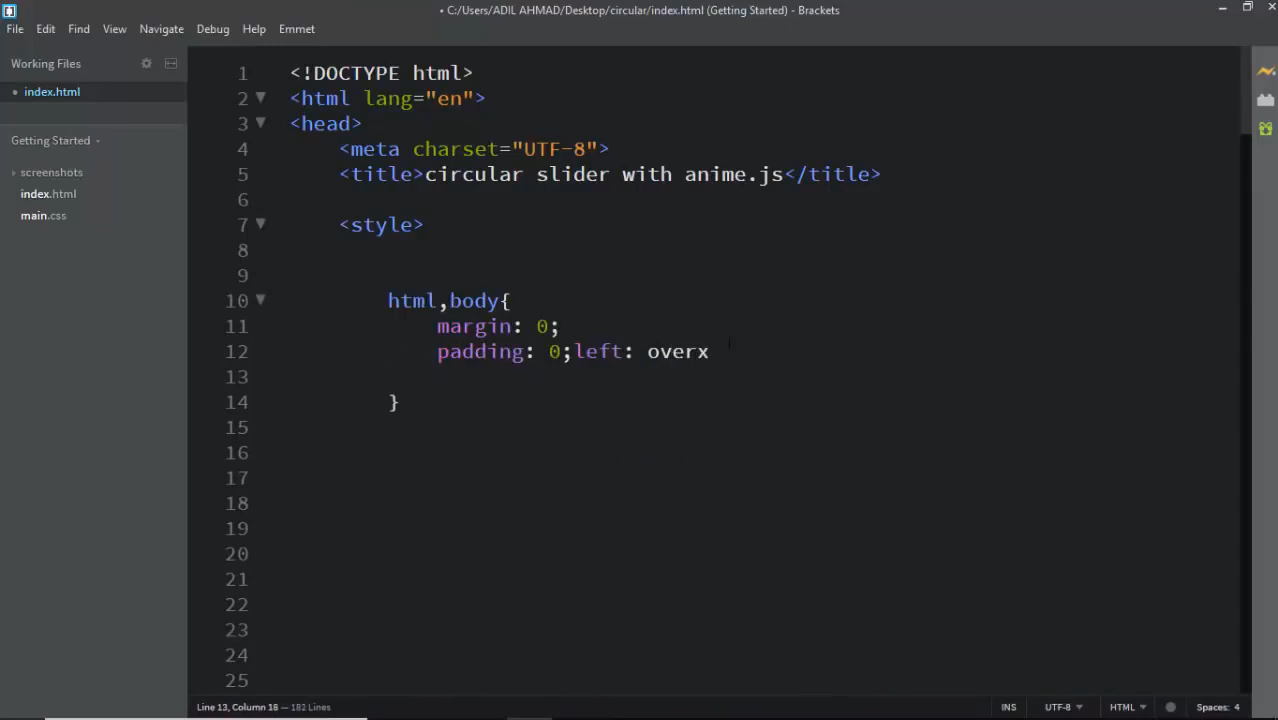 • C:/Users/ADIL AHMAD/Desktop/circular/index.html (Getting Started) - Brackets
File Edit Find View Navigate Debug Help Emmet
Working Files
• index.html
Getting Started
screenshots
index.html
main.css
1 <!DOCTYPE html>
2 <html lang="en">
3 <head>
4 <meta charset="UTF-8">
5 <title>circular slider with anime.js</title>
6
7 <style>
8
9
10 html,body{
11 margin: 0;
12 padding: 0;left: overx
13
14 }
15
16
17
18
19
20
21
22
23
24
25
Line 13, Column 18 — 182 Lines
INS UTF-8 HTML Spaces: 4